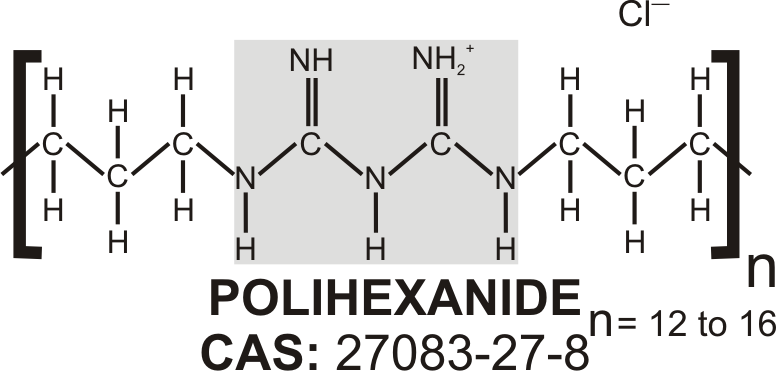 Cl—
NH NH₂⁺
H H H H
H H
C C C C C C
C N N N C
H H H H
H H H H H
n
POLIHEXANIDE
n= 12 to 16
CAS: 27083-27-8